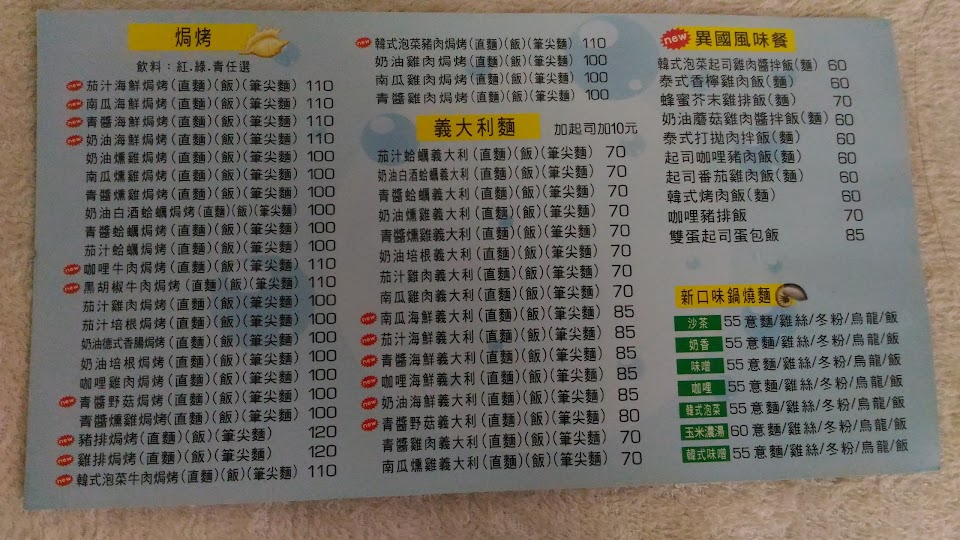 焗烤
飲料:紅.綠.青任選
new 茄汁海鮮焗烤(直麵)(飯)(筆尖麵) 110
new 南瓜海鮮焗烤(直麵)(飯)(筆尖麵) 110
new 青醬海鮮焗烤(直麵)(飯)(筆尖麵) 110
new 奶油海鮮焗烤(直麵)(飯)(筆尖麵) 110
奶油燻雞焗烤(直麵)(飯)(筆尖麵) 100
南瓜燻雞焗烤(直麵)(飯)(筆尖麵) 100
青醬燻雞焗烤(直麵)(飯)(筆尖麵) 100
奶油白酒蛤蠣焗烤(直麵)(飯)(筆尖麵) 100
青醬蛤蠣焗烤(直麵)(飯)(筆尖麵) 100
茄汁蛤蠣焗烤(直麵)(飯)(筆尖麵) 100
new 咖哩牛肉焗烤(直麵)(飯)(筆尖麵) 110
new 黑胡椒牛肉焗烤(直麵)(飯)(筆尖麵) 110
茄汁雞肉焗烤(直麵)(飯)(筆尖麵) 100
茄汁培根焗烤(直麵)(飯)(筆尖麵) 100
奶油德式香腸焗烤(直麵)(飯)(筆尖麵) 100
奶油培根焗烤(直麵)(飯)(筆尖麵) 100
咖哩雞肉焗烤(直麵)(飯)(筆尖麵) 100
new 青醬野菇焗烤(直麵)(飯)(筆尖麵) 100
青醬燻雞焗烤(直麵)(飯)(筆尖麵) 100
new 豬排焗烤(直麵)(飯)(筆尖麵) 120
new 雞排焗烤(直麵)(飯)(筆尖麵) 120
new 韓式泡菜牛肉焗烤(直麵)(飯)(筆尖麵) 110
new 韓式泡菜豬肉焗烤(直麵)(飯)(筆尖麵) 110
奶油雞肉焗烤(直麵)(飯)(筆尖麵) 100
南瓜雞肉焗烤(直麵)(飯)(筆尖麵) 100
青醬雞肉焗烤(直麵)(飯)(筆尖麵) 100
義大利麵 加起司加10元
茄汁蛤蠣義大利(直麵)(飯)(筆尖麵) 70
奶油白酒蛤蠣義大利(直麵)(飯)(筆尖麵) 70
青醬蛤蠣義大利(直麵)(飯)(筆尖麵) 70
奶油燻雞義大利(直麵)(飯)(筆尖麵) 70
青醬燻雞義大利(直麵)(飯)(筆尖麵) 70
奶油培根義大利(直麵)(飯)(筆尖麵) 70
茄汁雞肉義大利(直麵)(飯)(筆尖麵) 70
南瓜雞肉義大利(直麵)(飯)(筆尖麵) 70
new 南瓜海鮮義大利(直麵)(飯)(筆尖麵) 85
new 茄汁海鮮義大利(直麵)(飯)(筆尖麵) 85
new 青醬海鮮義大利(直麵)(飯)(筆尖麵) 85
new 咖哩海鮮義大利(直麵)(飯)(筆尖麵) 85
new 奶油海鮮義大利(直麵)(飯)(筆尖麵) 85
new 青醬野菇義大利(直麵)(飯)(筆尖麵) 80
青醬雞肉義大利(直麵)(飯)(筆尖麵) 70
南瓜燻雞義大利(直麵)(飯)(筆尖麵) 70
new 異國風味餐
韓式泡菜起司雞肉醬拌飯(麵) 60
泰式香檸雞肉飯(麵) 60
蜂蜜芥末雞排飯(麵) 70
奶油蘑菇雞肉醬拌飯(麵) 60
泰式打拋肉拌飯(麵) 60
起司咖哩豬肉飯(麵) 60
起司番茄雞肉飯(麵) 60
韓式烤肉飯(麵) 60
咖哩豬排飯 70
雙蛋起司蛋包飯 85
新口味鍋燒麵
沙茶 55 意麵/雞絲/冬粉/烏龍/飯
奶香 55 意麵/雞絲/冬粉/烏龍/飯
味噌 55 意麵/雞絲/冬粉/烏龍/飯
咖哩 55 意麵/雞絲/冬粉/烏龍/飯
韓式泡菜 55 意麵/雞絲/冬粉/烏龍/飯
玉米濃湯 60 意麵/雞絲/冬粉/烏龍/飯
韓式味噌 55 意麵/雞絲/冬粉/烏龍/飯